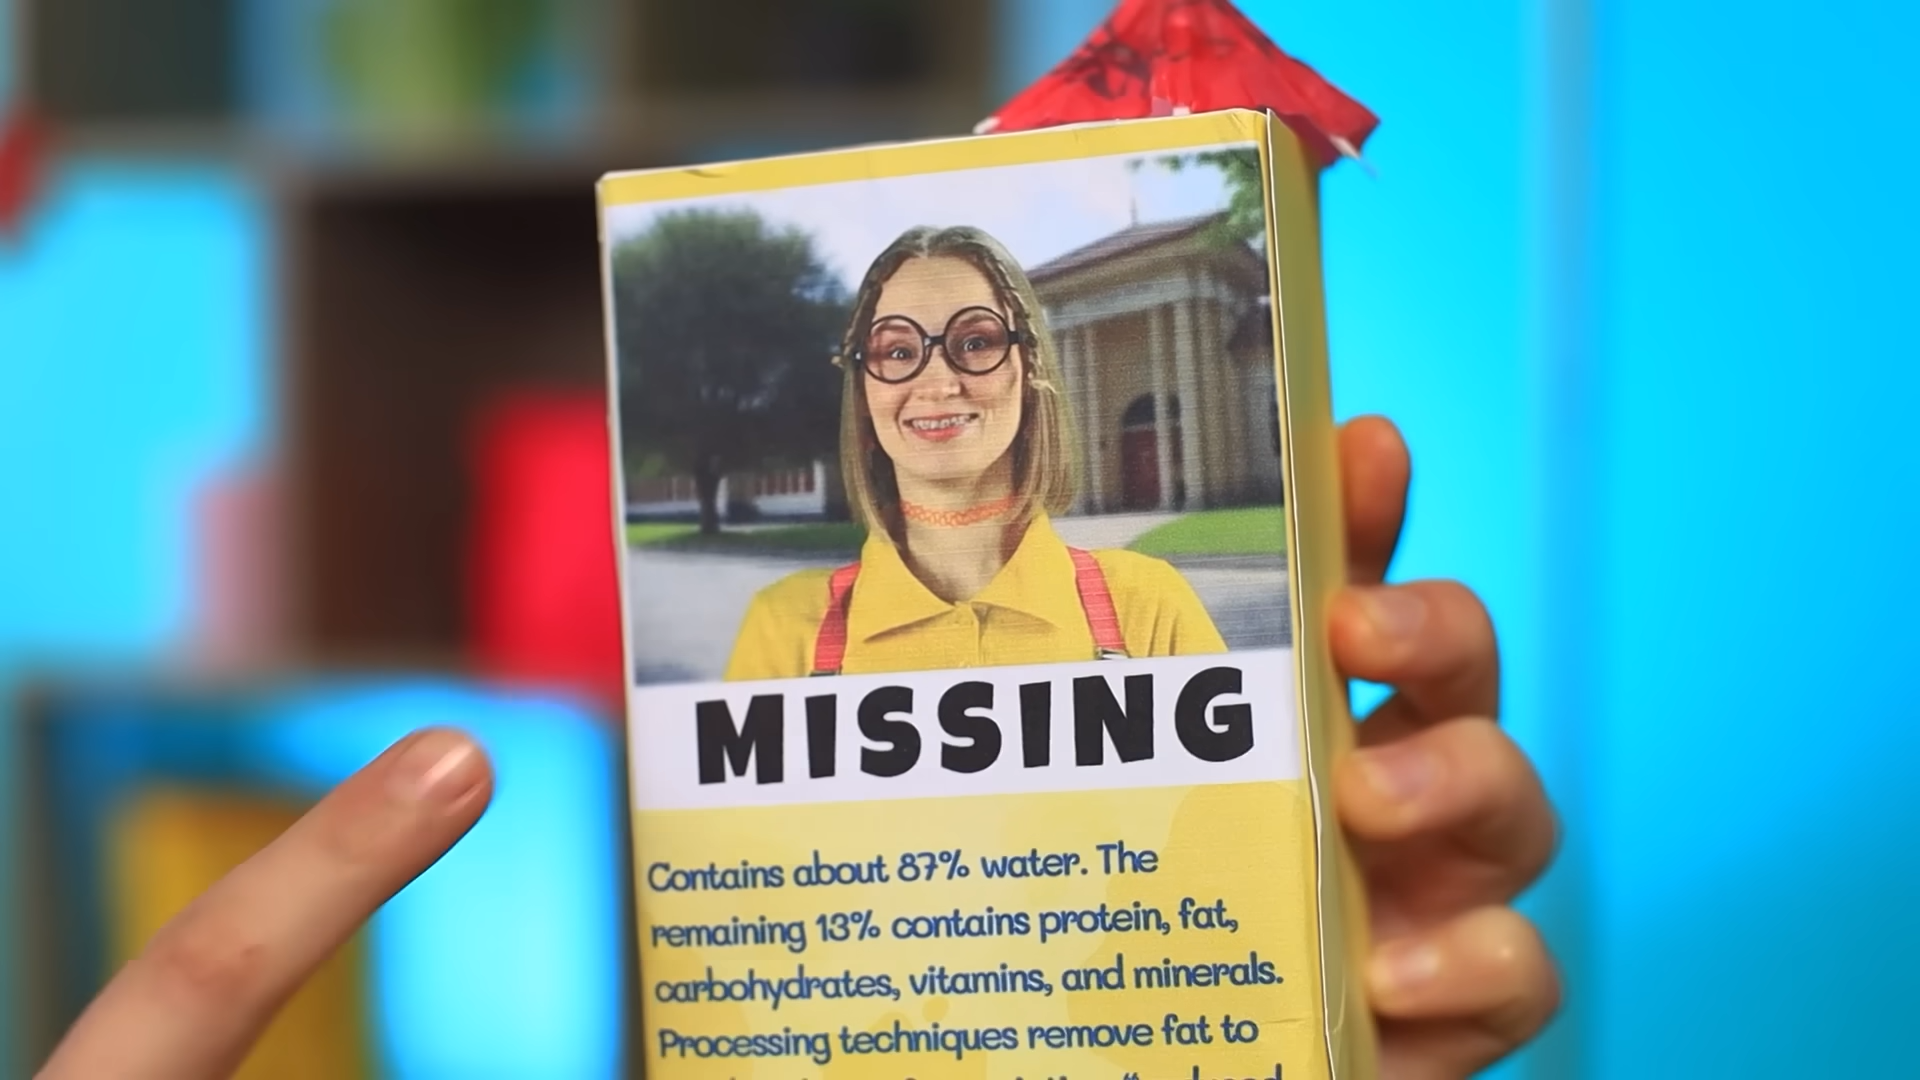 MISSING
Contains about 87% water. The
remaining 13% contains protein, fat,
carbohydrates, vitamins, and minerals.
Processing techniques remove fat to